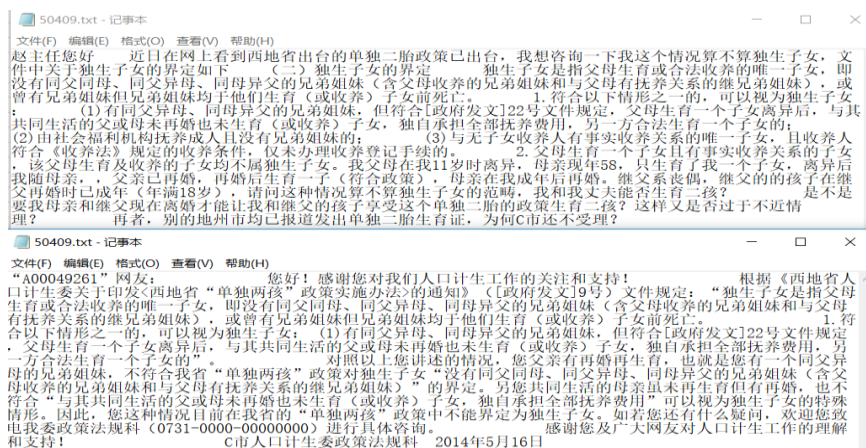 50409.txt - 记事本
文件(F) 编辑(E) 格式(O) 查看(V) 帮助(H)
赵主任您好 近日在网上看到西地省出台的单独二胎政策已出台，我想咨询一下我这个情况算不算独生子女，文
件中关于独生子女的界定如下 （二）独生子女的界定 独生子女是指父母生育或合法收养的唯一子女，即
没有同父同母、同父异母、同母异父的兄弟姐妹（含父母收养的兄弟姐妹和与父母有抚养关系的继兄弟姐妹），或
曾有兄弟姐妹但兄弟姐妹均于他们生育（或收养）子女前死亡。 1.符合以下情形之一的，可以视为独生子女
： (1)有同父异母、同母异父的兄弟姐妹，但符合[政府发文]22号文件规定，父母生育一个子女离异后，与其
共同生活的父或母未再婚也未生育（或收养）子女，独自承担全部抚养费用，另一方合法生育一个子女的；
(2)由社会福利机构抚养成人且没有兄弟姐妹的； (3)与无子女收养人有事实收养关系的唯一子女，且收养人
符合《收养法》规定的收养条件，仅未办理收养登记手续的。 2.父母生育一个子女且有事实收养关系的子女
，该父母生育及收养的子女均不属独生子女。我父母在我11岁时离异，母亲现年58，只生育了我一个子女，离异后
我随母亲， 父亲已再婚，再婚后生育一子（符合政策），母亲在我成年后再婚。继父系丧偶，继父的的孩子在继
父再婚时已成年（年满18岁），请问这种情况算不算独生子女的范畴，我和我丈夫能否生育二孩？ 是不是
要我母亲和继父现在离婚才能让我和继父的孩子享受这个单独二胎的政策生育二孩？这样又是否过于不近情
理？ 再者，别的地州市均已报道发出单独二胎生育证，为何C市还不受理？
50409.txt - 记事本
文件(F) 编辑(E) 格式(O) 查看(V) 帮助(H)
“A00049261”网友： 您好！感谢您对我们人口计生工作的关注和支持！ 根据《西地省人
口计生委关于印发<西地省“单独两孩”政策实施办法>的通知》（[政府发文]9号）文件规定：“独生子女是指父母
生育或合法收养的唯一子女，即没有同父同母、同父异母、同母异父的兄弟姐妹（含父母收养的兄弟姐妹和与父母
有抚养关系的继兄弟姐妹），或曾有兄弟姐妹但兄弟姐妹均于他们生育（或收养）子女前死亡。 1.符
合以下情形之一的，可以视为独生子女：(1)有同父异母、同母异父的兄弟姐妹，但符合[政府发文]22号文件规定
，父母生育一个子女离异后，与其共同生活的父或母未再婚也未生育（或收养）子女，独自承担全部抚养费用，另
一方合法生育一个子女的”。 对照以上您讲述的情况，您父亲有再婚再生育，也就是您有一个同父异
母的兄弟姐妹，不符合我省“单独两孩”政策对独生子女“没有同父同母、同父异母、同母异父的兄弟姐妹（含父
母收养的兄弟姐妹和与父母有抚养关系的继兄弟姐妹）”的界定。另您共同生活的母亲虽未再生育但有再婚，也不
符合“与其共同生活的父或母未再婚也未生育（或收养）子女，独自承担全部抚养费用”可以视为独生子女的特殊
情形。因此，您这种情况目前在我省的“单独两孩”政策中不能界定为独生子女。如若您还有什么疑问，欢迎您致
电我委政策法规科（0731-0000-00000000）进行具体咨询。 感谢您及广大网友对人口计生工作的理解
和支持！ C市人口计生委政策法规科 2014年5月16日